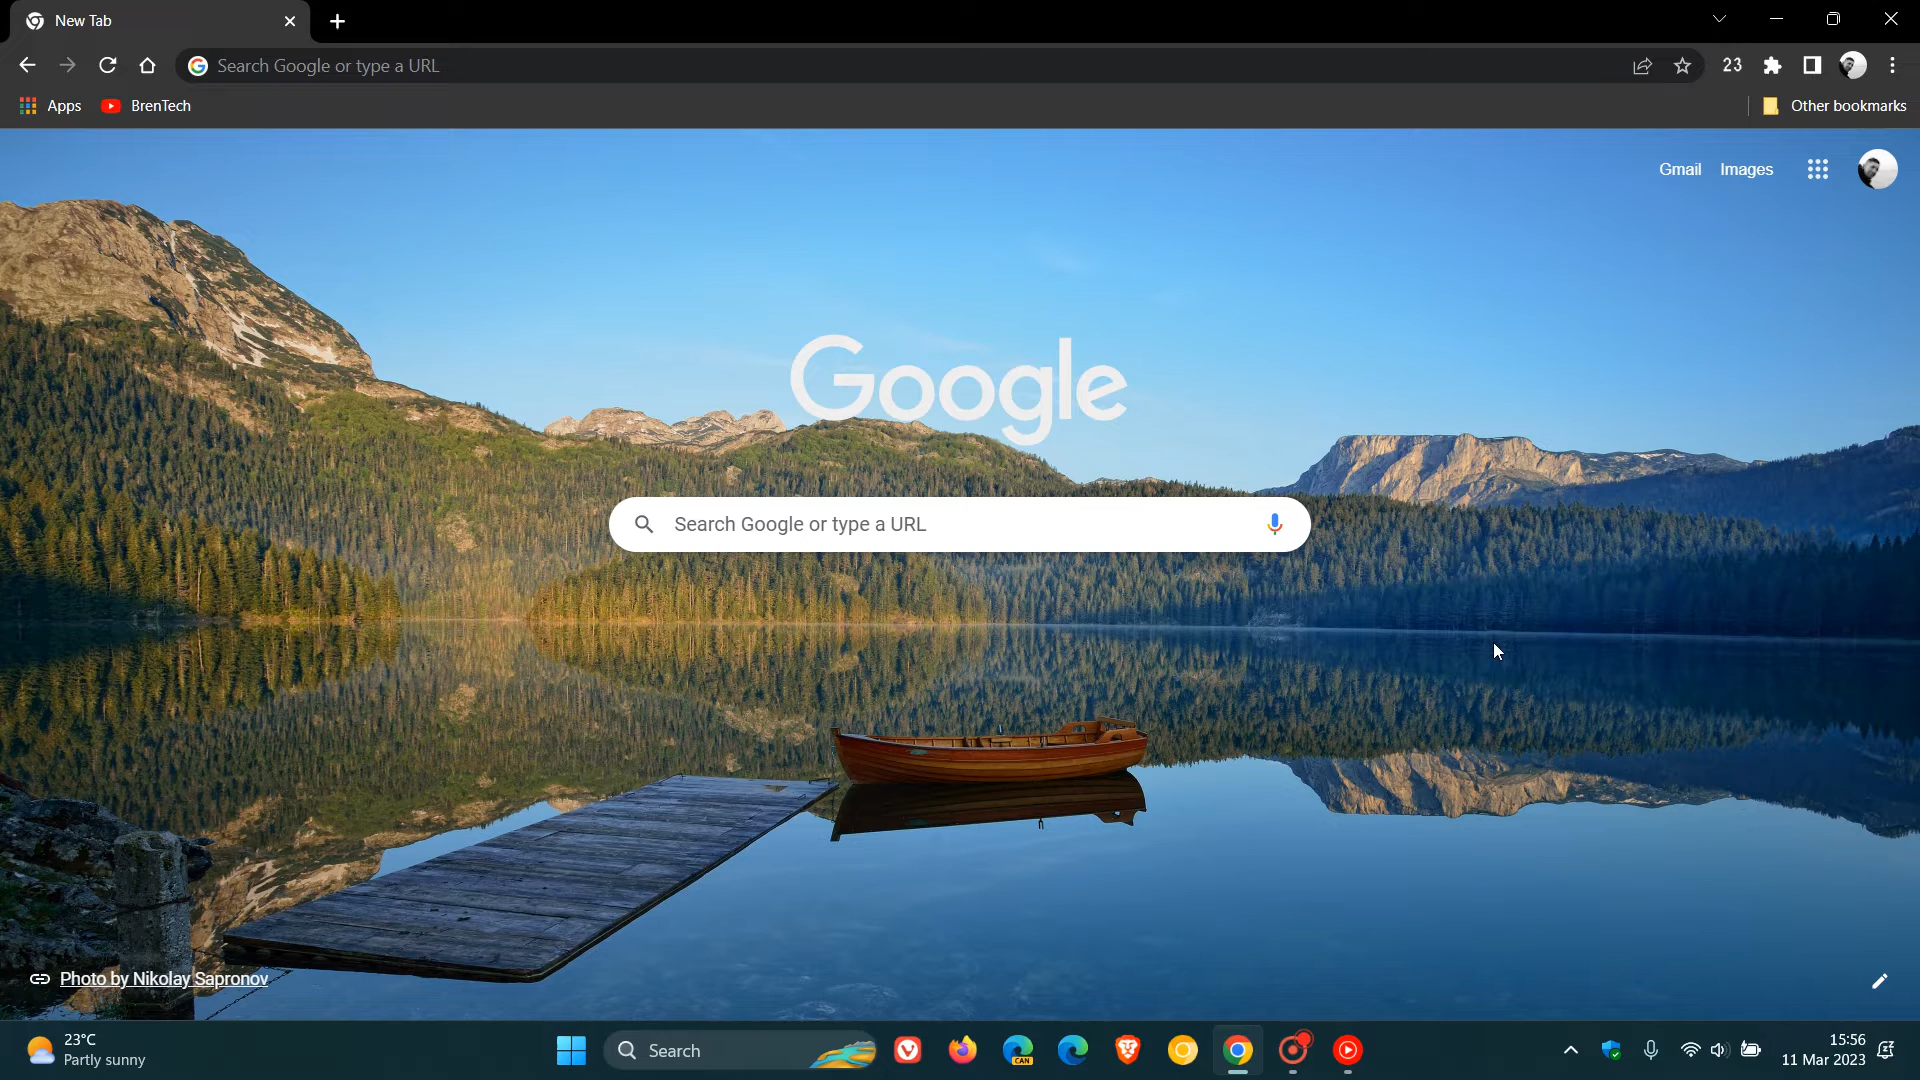 New Tab
Search Google or type a URL
23
Apps
BrenTech
Other bookmarks
Gmail
Images
Google
Search Google or type a URL
Photo by Nikolay Sapronov
23°C
Partly sunny
Search
CAN
15:56
11 Mar 2023